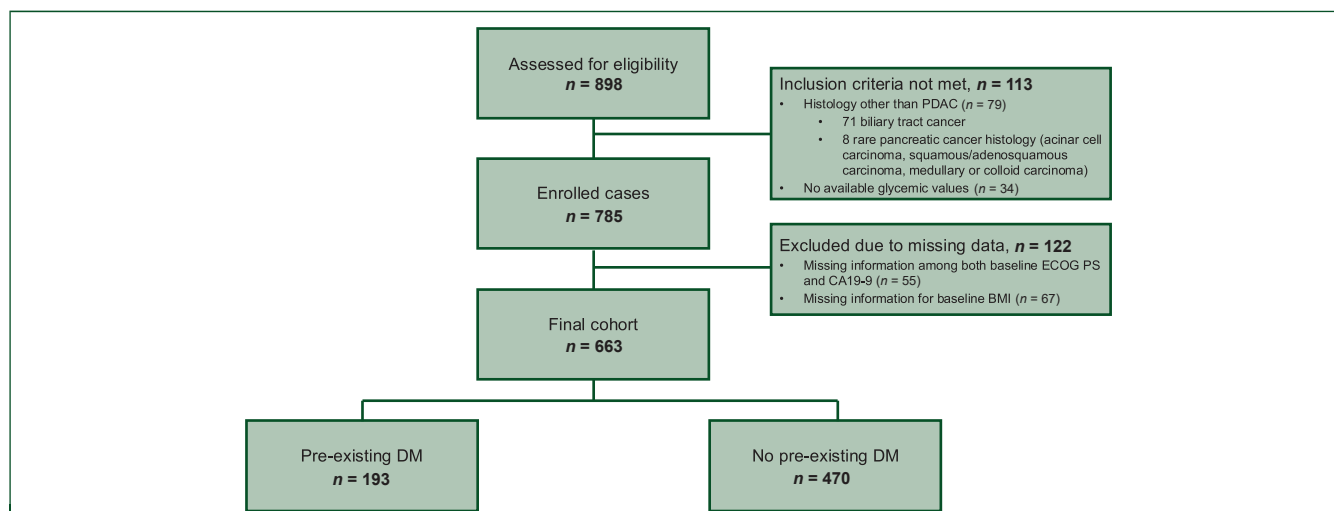 Assessed for eligibility
n = 898
Inclusion criteria not met, n = 113
• Histology other than PDAC (n = 79)
• 71 biliary tract cancer
• 8 rare pancreatic cancer histology (acinar cell
carcinoma, squamous/adenosquamous
carcinoma, medullary or colloid carcinoma)
• No available glycemic values (n = 34)
Enrolled cases
n = 785
Excluded due to missing data, n = 122
• Missing information among both baseline ECOG PS
and CA19-9 (n = 55)
• Missing information for baseline BMI (n = 67)
Final cohort
n = 663
Pre-existing DM
n = 193
No pre-existing DM
n = 470